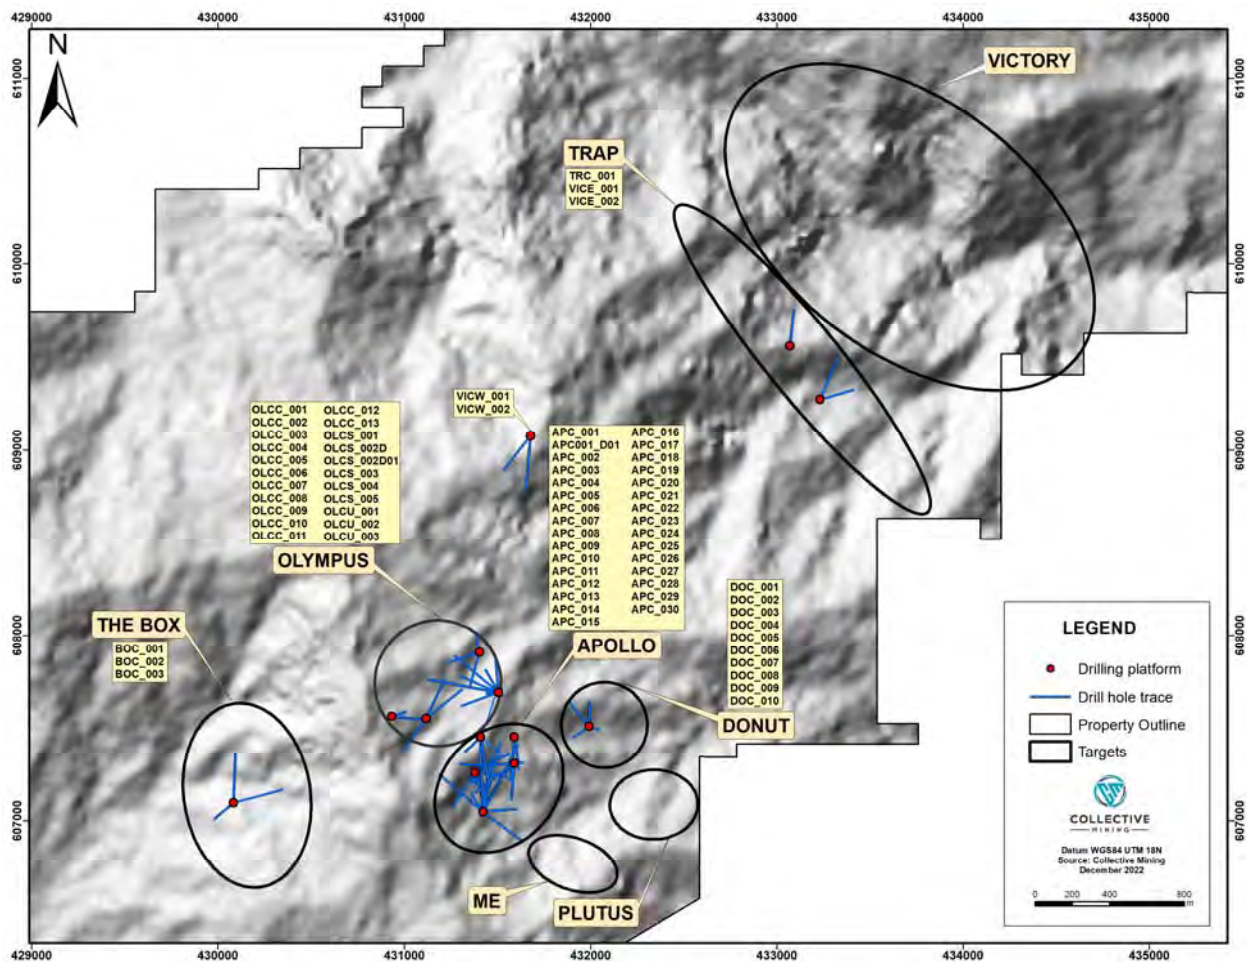 429000 430000 431000 432000 433000 434000 435000
N
611000 611000
610000 610000
609000 609000
608000 608000
607000 607000
VICTORY
TRAP
TRC_001
VICE_001
VICE_002
VICW_001
VICW_002
OLCC_001 OLCC_012
OLCC_002 OLCC_013
OLCC_003 OLCS_001
OLCC_004 OLCS_002D
OLCC_005 OLCS_002D01
OLCC_006 OLCS_003
OLCC_007 OLCS_004
OLCC_008 OLCS_005
OLCC_009 OLCU_001
OLCC_010 OLCU_002
OLCC_011 OLCU_003
OLYMPUS
APC_001 APC_016
APC001_D01 APC_017
APC_002 APC_018
APC_003 APC_019
APC_004 APC_020
APC_005 APC_021
APC_006 APC_022
APC_007 APC_023
APC_008 APC_024
APC_009 APC_025
APC_010 APC_026
APC_011 APC_027
APC_012 APC_028
APC_013 APC_029
APC_014 APC_030
APC_015
APOLLO
DOC_001
DOC_002
DOC_003
DOC_004
DOC_005
DOC_006
DOC_007
DOC_008
DOC_009
DOC_010
DONUT
THE BOX
BOC_001
BOC_002
BOC_003
ME
PLUTUS
LEGEND
Drilling platform
Drill hole trace
Property Outline
Targets
COLLECTIVE
MINING
Datum WGS84 UTM 18N
Source: Collective Mining
December 2022
0 200 400 800
m
429000 430000 431000 432000 433000 434000 435000